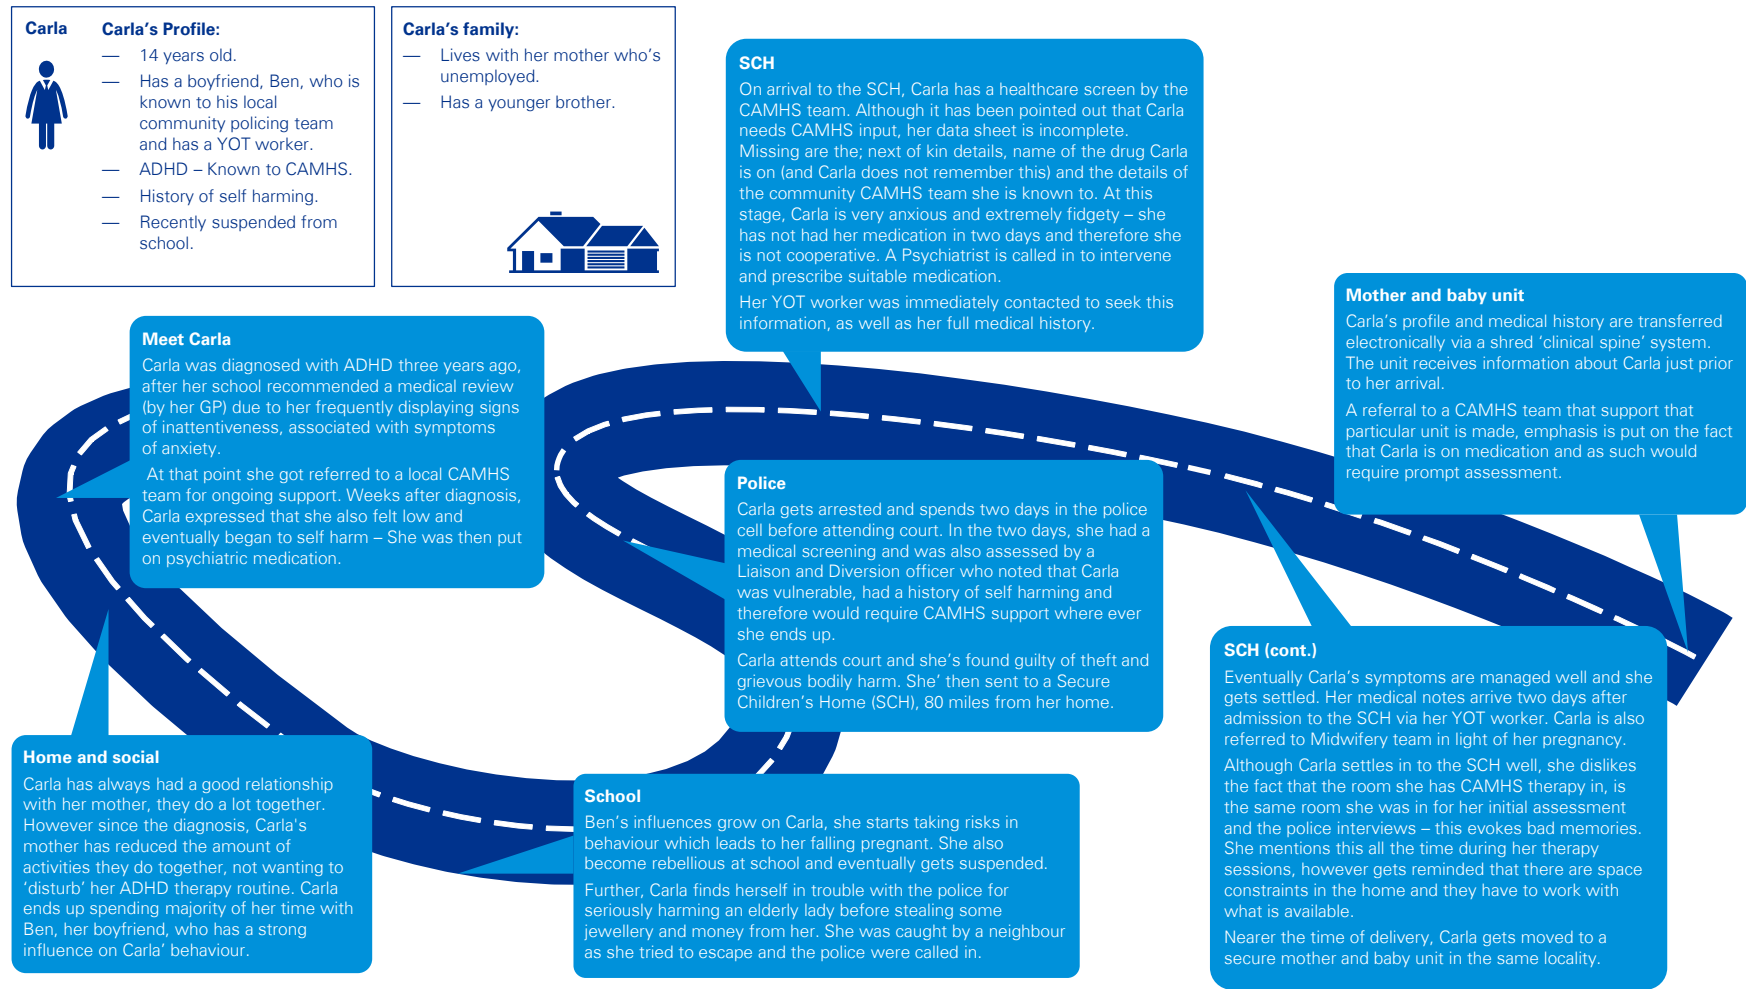 Carla
Carla's Profile:
— 14 years old.
— Has a boyfriend, Ben, who is
known to his local
community policing team
and has a YOT worker.
— ADHD – Known to CAMHS.
— History of self harming.
— Recently suspended from
school.
Carla's family:
— Lives with her mother who's
unemployed.
— Has a younger brother.
Meet Carla
Carla was diagnosed with ADHD three years ago,
after her school recommended a medical review
(by her GP) due to her frequently displaying signs
of inattentiveness, associated with symptoms
of anxiety.
At that point she got referred to a local CAMHS
team for ongoing support. Weeks after diagnosis,
Carla expressed that she also felt low and
eventually began to self harm – She was then put
on psychiatric medication.
Home and social
Carla has always had a good relationship
with her mother, they do a lot together.
However since the diagnosis, Carla's
mother has reduced the amount of
activities they do together, not wanting to
'disturb' her ADHD therapy routine. Carla
ends up spending majority of her time with
Ben, her boyfriend, who has a strong
influence on Carla' behaviour.
School
Ben's influences grow on Carla, she starts taking risks in
behaviour which leads to her falling pregnant. She also
become rebellious at school and eventually gets suspended.
Further, Carla finds herself in trouble with the police for
seriously harming an elderly lady before stealing some
jewellery and money from her. She was caught by a neighbour
as she tried to escape and the police were called in.
Police
Carla gets arrested and spends two days in the police
cell before attending court. In the two days, she had a
medical screening and was also assessed by a
Liaison and Diversion officer who noted that Carla
was vulnerable, had a history of self harming and
therefore would require CAMHS support where ever
she ends up.
Carla attends court and she's found guilty of theft and
grievous bodily harm. She' then sent to a Secure
Children's Home (SCH), 80 miles from her home.
SCH
On arrival to the SCH, Carla has a healthcare screen by the
CAMHS team. Although it has been pointed out that Carla
needs CAMHS input, her data sheet is incomplete.
Missing are the; next of kin details, name of the drug Carla
is on (and Carla does not remember this) and the details of
the community CAMHS team she is known to. At this
stage, Carla is very anxious and extremely fidgety – she
has not had her medication in two days and therefore she
is not cooperative. A Psychiatrist is called in to intervene
and prescribe suitable medication.
Her YOT worker was immediately contacted to seek this
information, as well as her full medical history.
SCH (cont.)
Eventually Carla's symptoms are managed well and she
gets settled. Her medical notes arrive two days after
admission to the SCH via her YOT worker. Carla is also
referred to Midwifery team in light of her pregnancy.
Although Carla settles in to the SCH well, she dislikes
the fact that the room she has CAMHS therapy in, is
the same room she was in for her initial assessment
and the police interviews – this evokes bad memories.
She mentions this all the time during her therapy
sessions, however gets reminded that there are space
constraints in the home and they have to work with
what is available.
Nearer the time of delivery, Carla gets moved to a
secure mother and baby unit in the same locality.
Mother and baby unit
Carla's profile and medical history are transferred
electronically via a shred 'clinical spine' system.
The unit receives information about Carla just prior
to her arrival.
A referral to a CAMHS team that support that
particular unit is made, emphasis is put on the fact
that Carla is on medication and as such would
require prompt assessment.